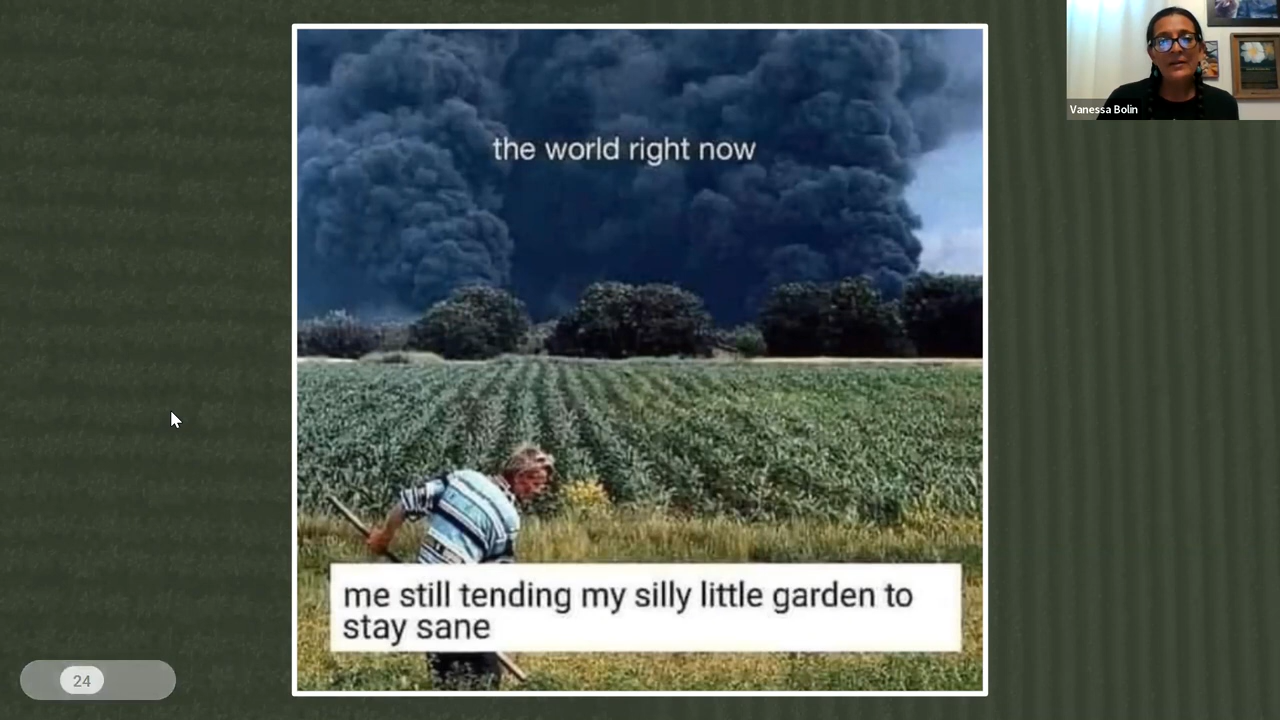 Vanessa Bolin
the world right now
me still tending my silly little garden to
stay sane
24